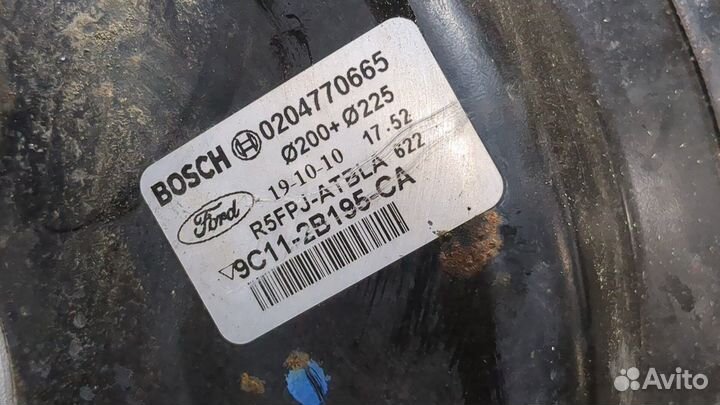 BOSCH 0204770665
Ø200+Ø225
19-10-10 17.52
Ford R5FPJ-ATBLA 622
▽9C11-2B195-CA
Avito